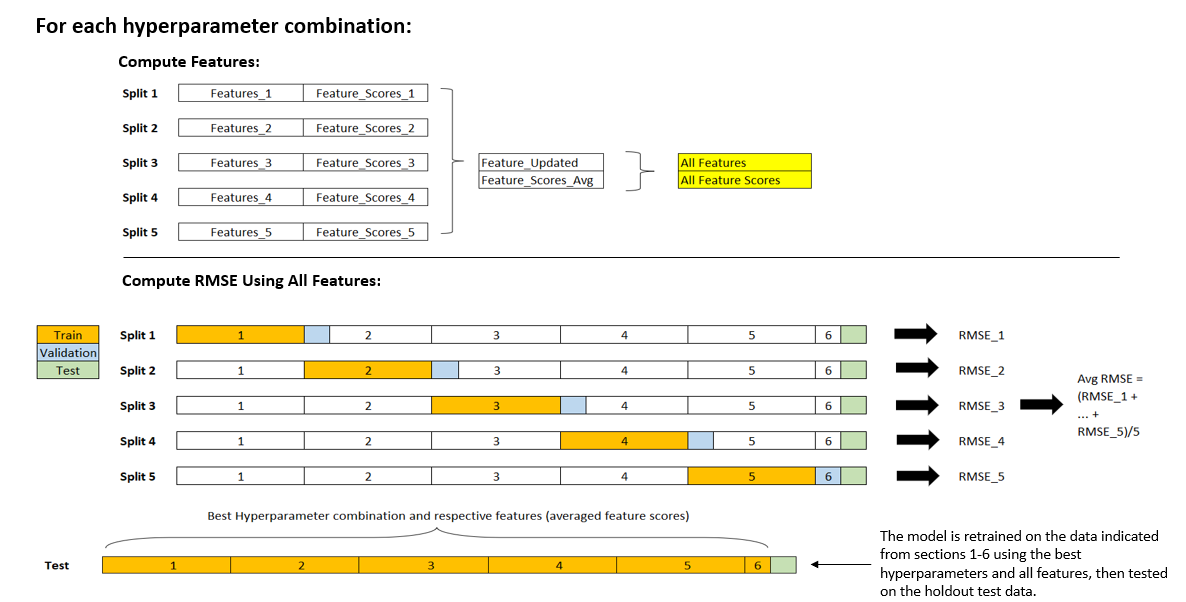 For each hyperparameter combination:
Compute Features:
Split 1 Features_1 Feature_Scores_1
Split 2 Features_2 Feature_Scores_2
Split 3 Features_3 Feature_Scores_3
Split 4 Features_4 Feature_Scores_4
Split 5 Features_5 Feature_Scores_5
Feature_Updated
Feature_Scores_Avg
All Features
All Feature Scores
Compute RMSE Using All Features:
Train
Validation
Test
Split 1 1 2 3 4 5 6 RMSE_1
Split 2 1 2 3 4 5 6 RMSE_2
Split 3 1 2 3 4 5 6 RMSE_3
Split 4 1 2 3 4 5 6 RMSE_4
Split 5 1 2 3 4 5 6 RMSE_5
Avg RMSE =
(RMSE_1 +
... +
RMSE_5)/5
Best Hyperparameter combination and respective features (averaged feature scores)
Test 1 2 3 4 5 6
The model is retrained on the data indicated
from sections 1-6 using the best
hyperparameters and all features, then tested
on the holdout test data.